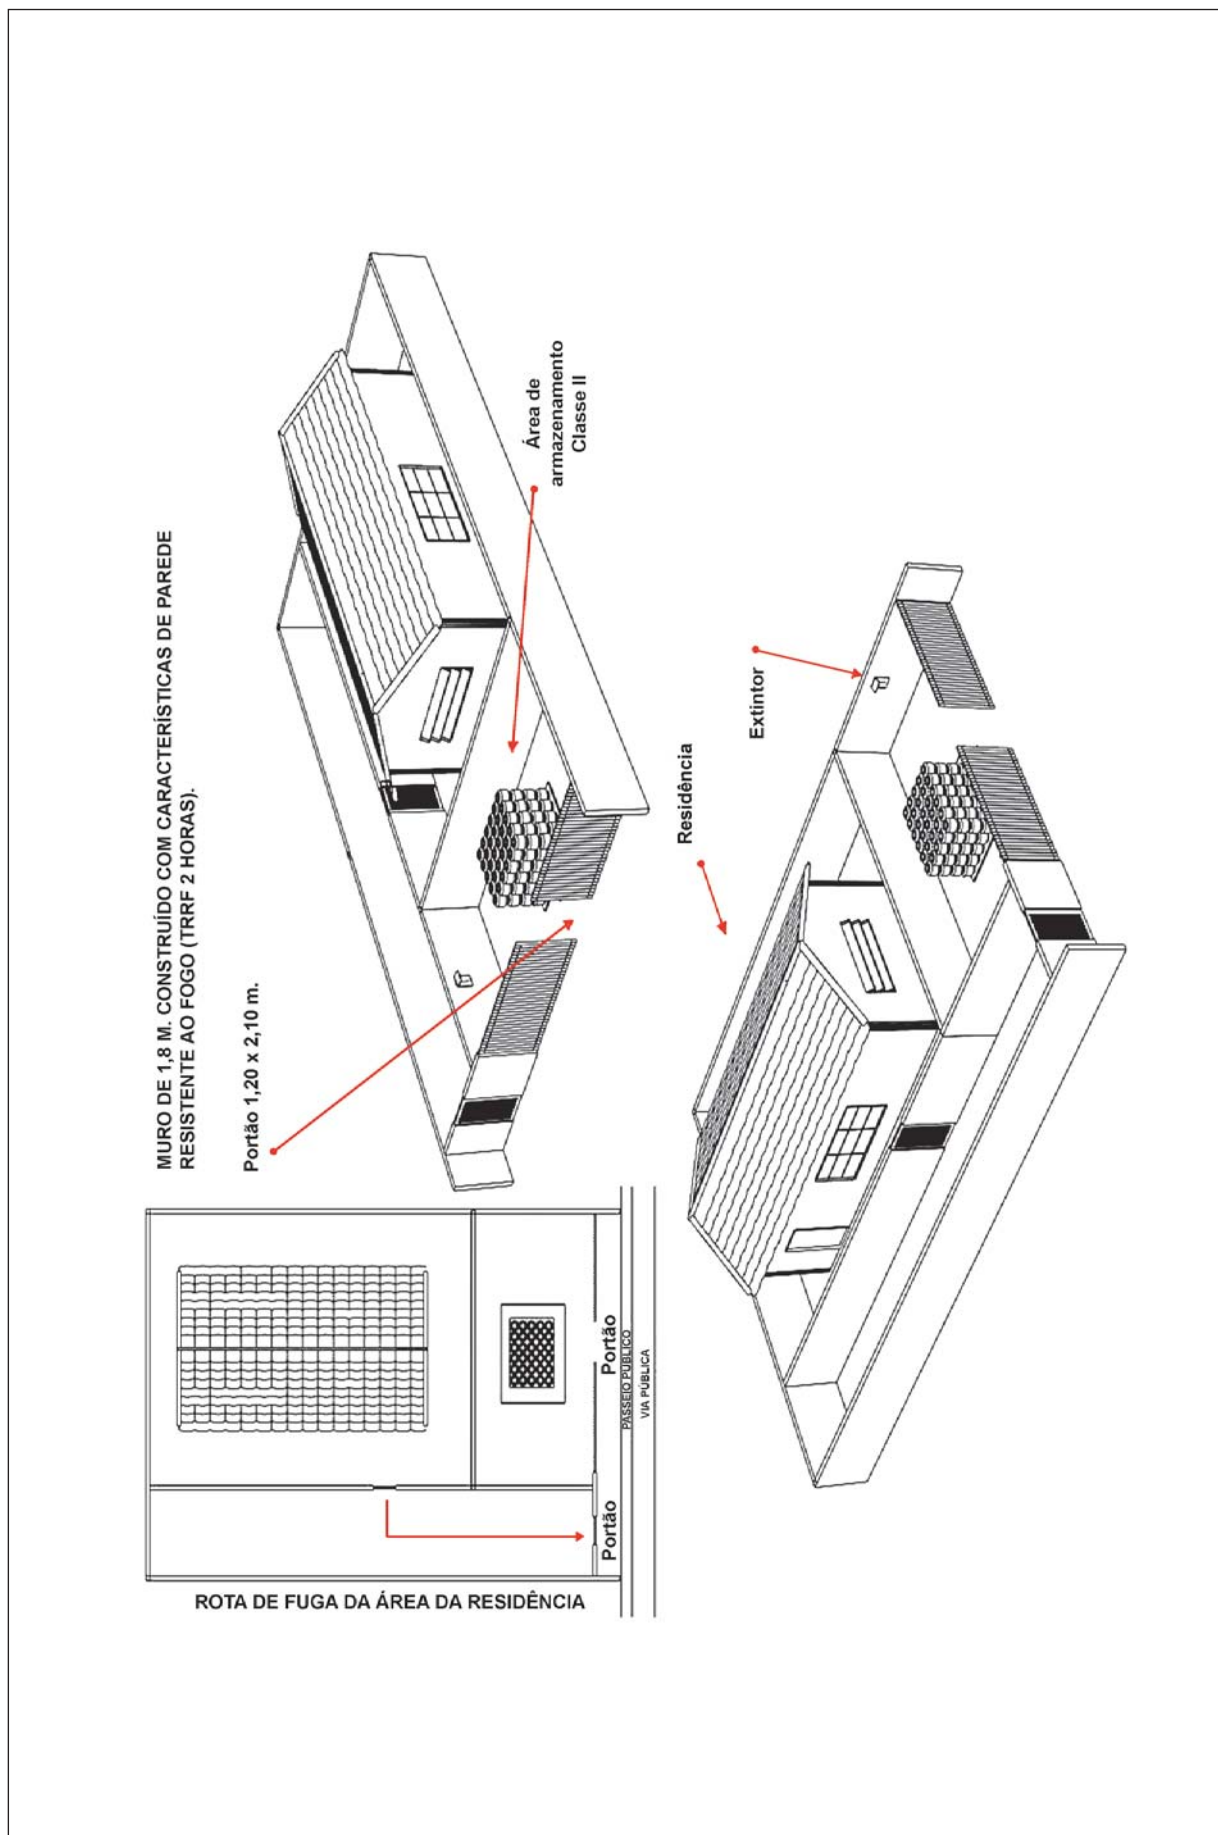 MURO DE 1,8 M. CONSTRUÍDO COM CARACTERÍSTICAS DE PAREDE
RESISTENTE AO FOGO (TRRF 2 HORAS).
Portão 1,20 x 2,10 m.
Área de
armazenamento
Classe II
Portão
Portão
PASSEIO PÚBLICO
VIA PÚBLICA
ROTA DE FUGA DA ÁREA DA RESIDÊNCIA
Residência
Extintor